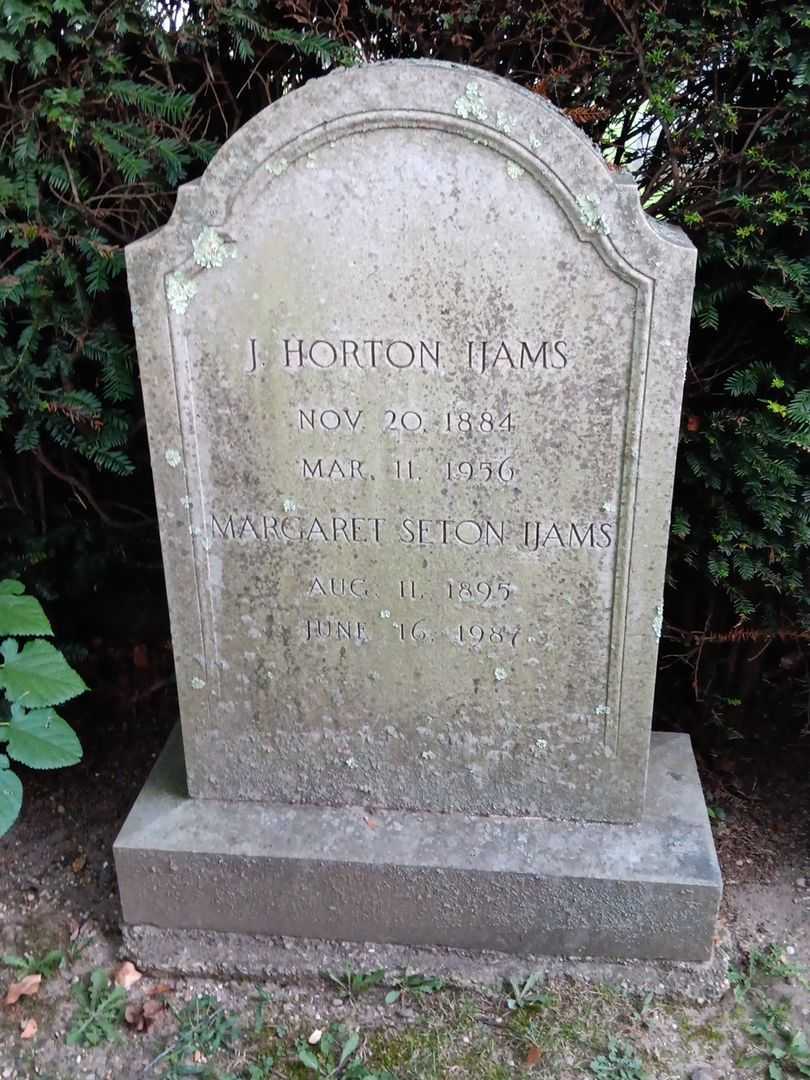 J. HORTON IJAMS
NOV. 20, 1884
MAR. 11, 1956
MARGARET SETON IJAMS
AUG. 11, 1895
JUNE 16, 1987